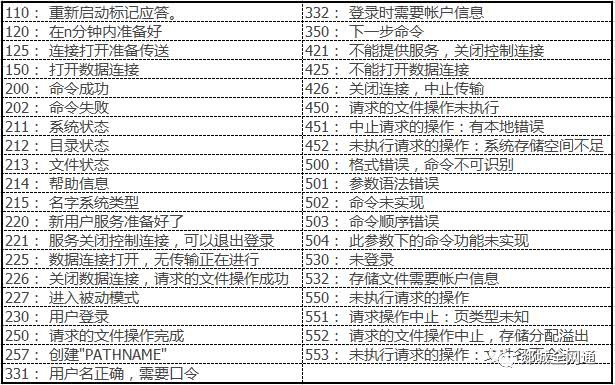 110： 重新启动标记应答。
120： 在n分钟内准备好
125： 连接打开准备传送
150： 打开数据连接
200： 命令成功
202： 命令失败
211： 系统状态
212： 目录状态
213： 文件状态
214： 帮助信息
215： 名字系统类型
220： 新用户服务准备好了
221： 服务关闭控制连接，可以退出登录
225： 数据连接打开，无传输正在进行
226： 关闭数据连接，请求的文件操作成功
227： 进入被动模式
230： 用户登录
250： 请求的文件操作完成
257： 创建"PATHNAME"
331： 用户名正确，需要口令
332： 登录时需要帐户信息
350： 下一步命令
421： 不能提供服务，关闭控制连接
425： 不能打开数据连接
426： 关闭连接，中止传输
450： 请求的文件操作未执行
451： 中止请求的操作：有本地错误
452： 未执行请求的操作：系统存储空间不足
500： 格式错误，命令不可识别
501： 参数语法错误
502： 命令未实现
503： 命令顺序错误
504： 此参数下的命令功能未实现
530： 未登录
532： 存储文件需要帐户信息
550： 未执行请求的操作
551： 请求操作中止：页类型未知
552： 请求的文件操作中止，存储分配溢出
553： 未执行请求的操作：文件名
全网通